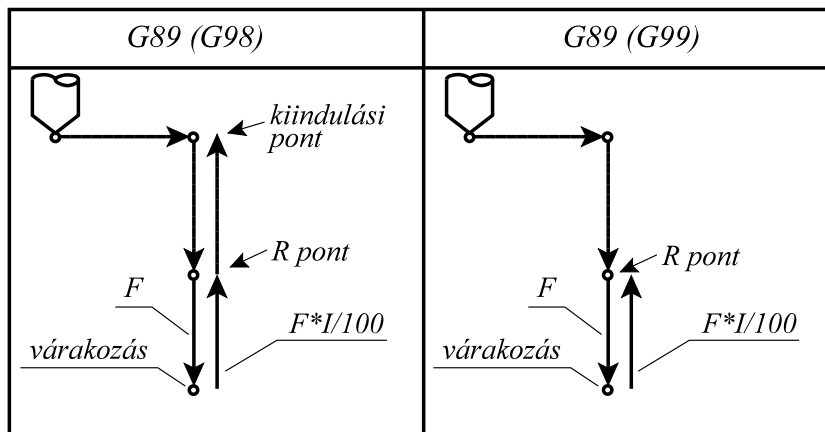 G89 (G98)
G89 (G99)
kiindulási
pont
R pont
F
F*I/100
várakozás
R pont
F
F*I/100
várakozás